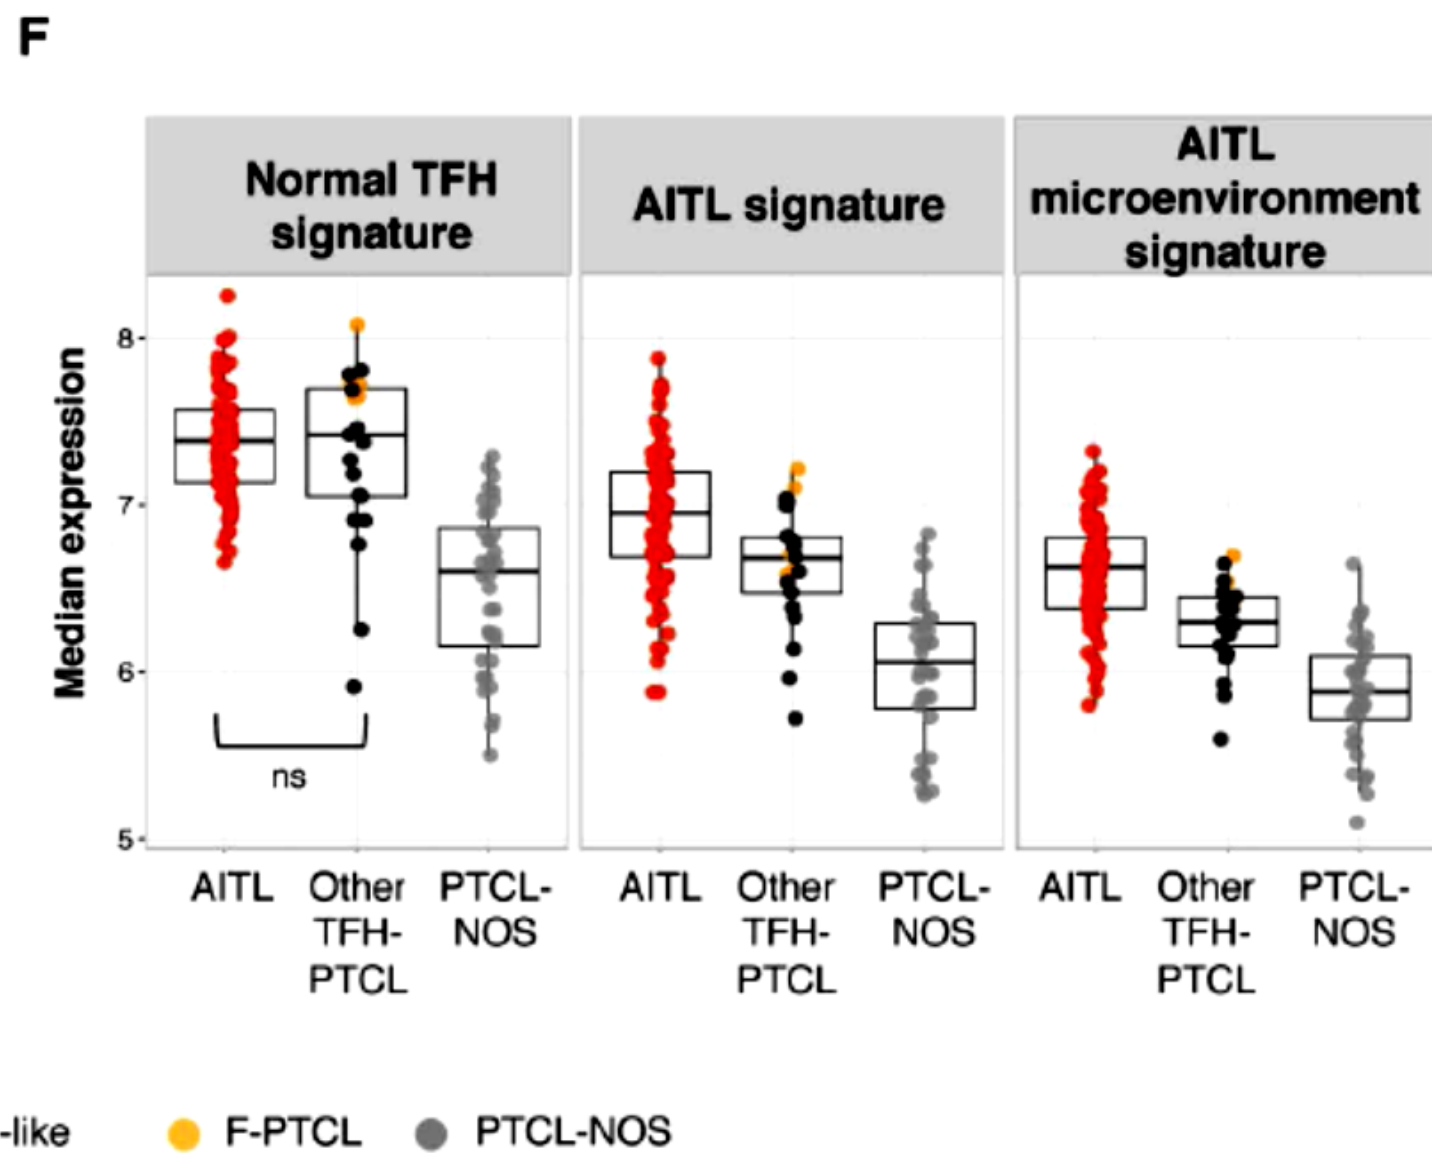 F
Normal TFH
signature
AITL signature
AITL
microenvironment
signature
Median expression
8
7
6
5
ns
AITL
Other
TFH-
PTCL
PTCL-
NOS
AITL
Other
TFH-
PTCL
PTCL-
NOS
AITL
Other
TFH-
PTCL
PTCL-
NOS
-like
F-PTCL
PTCL-NOS